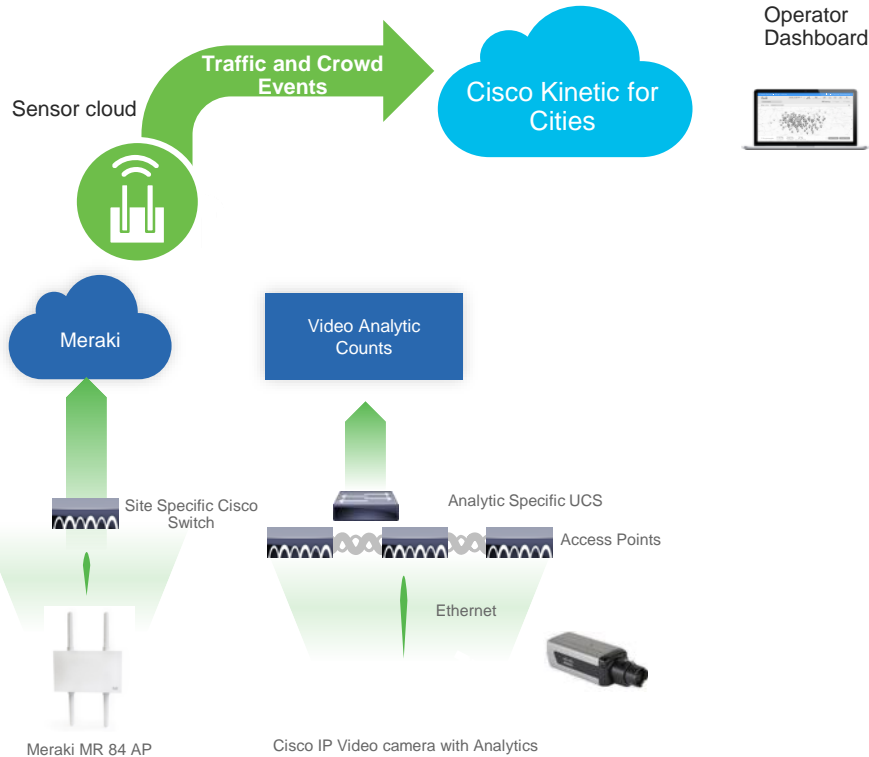 Operator
Dashboard
Traffic and Crowd
Events
Cisco Kinetic for
Cities
Sensor cloud
Meraki
Video Analytic
Counts
Site Specific Cisco
Switch
Analytic Specific UCS
Access Points
Ethernet
Meraki MR 84 AP
Cisco IP Video camera with Analytics